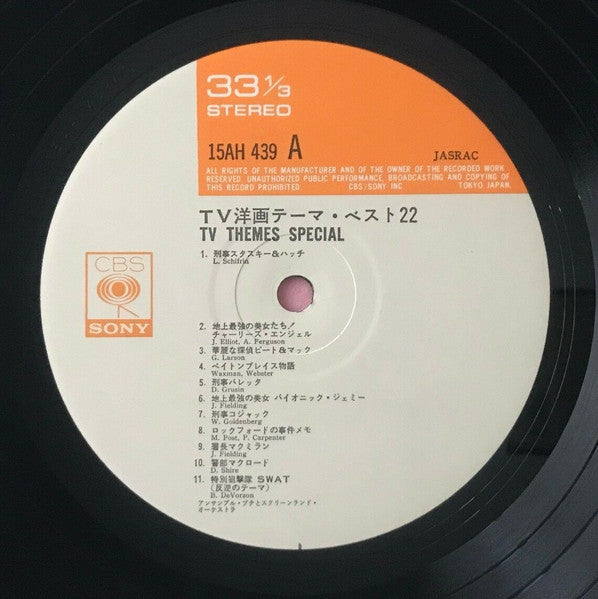 33 1/3
STEREO
15AH 439 A
JASRAC
ALL RIGHTS OF THE MANUFACTURER AND OF THE OWNER OF THE RECORDED WORK
RESERVED. UNAUTHORIZED PUBLIC PERFORMANCE, BROADCASTING AND COPYING OF
THIS RECORD PROHIBITED CBS/SONY INC TOKYO JAPAN.
TV洋画テーマ・ベスト22
TV THEMES SPECIAL
CBS
SONY
1. 刑事スタスキー&ハッチ
L. Schifrin
2. 地上最強の美女たち!
チャーリーズ・エンジェル
J. Elliot, A. Ferguson
3. 華麗な探偵ピート&マック
G. Larson
4. ペイトンプレイス物語
Waxman, Webster
5. 刑事バレッタ
D. Grusin
6. 地上最強の美女 バイオニック・ジェミー
J. Fielding
7. 刑事コジャック
W. Goldenberg
8. ロックフォードの事件メモ
M. Post, P. Carpenter
9. 署長マクミラン
J. Fielding
10. 警部マクロード
D. Shire
11. 特別狙撃隊 SWAT
(反逆のテーマ)
B. DeVorson
アンサンブル・プチとスクリーンランド・
オーケストラ